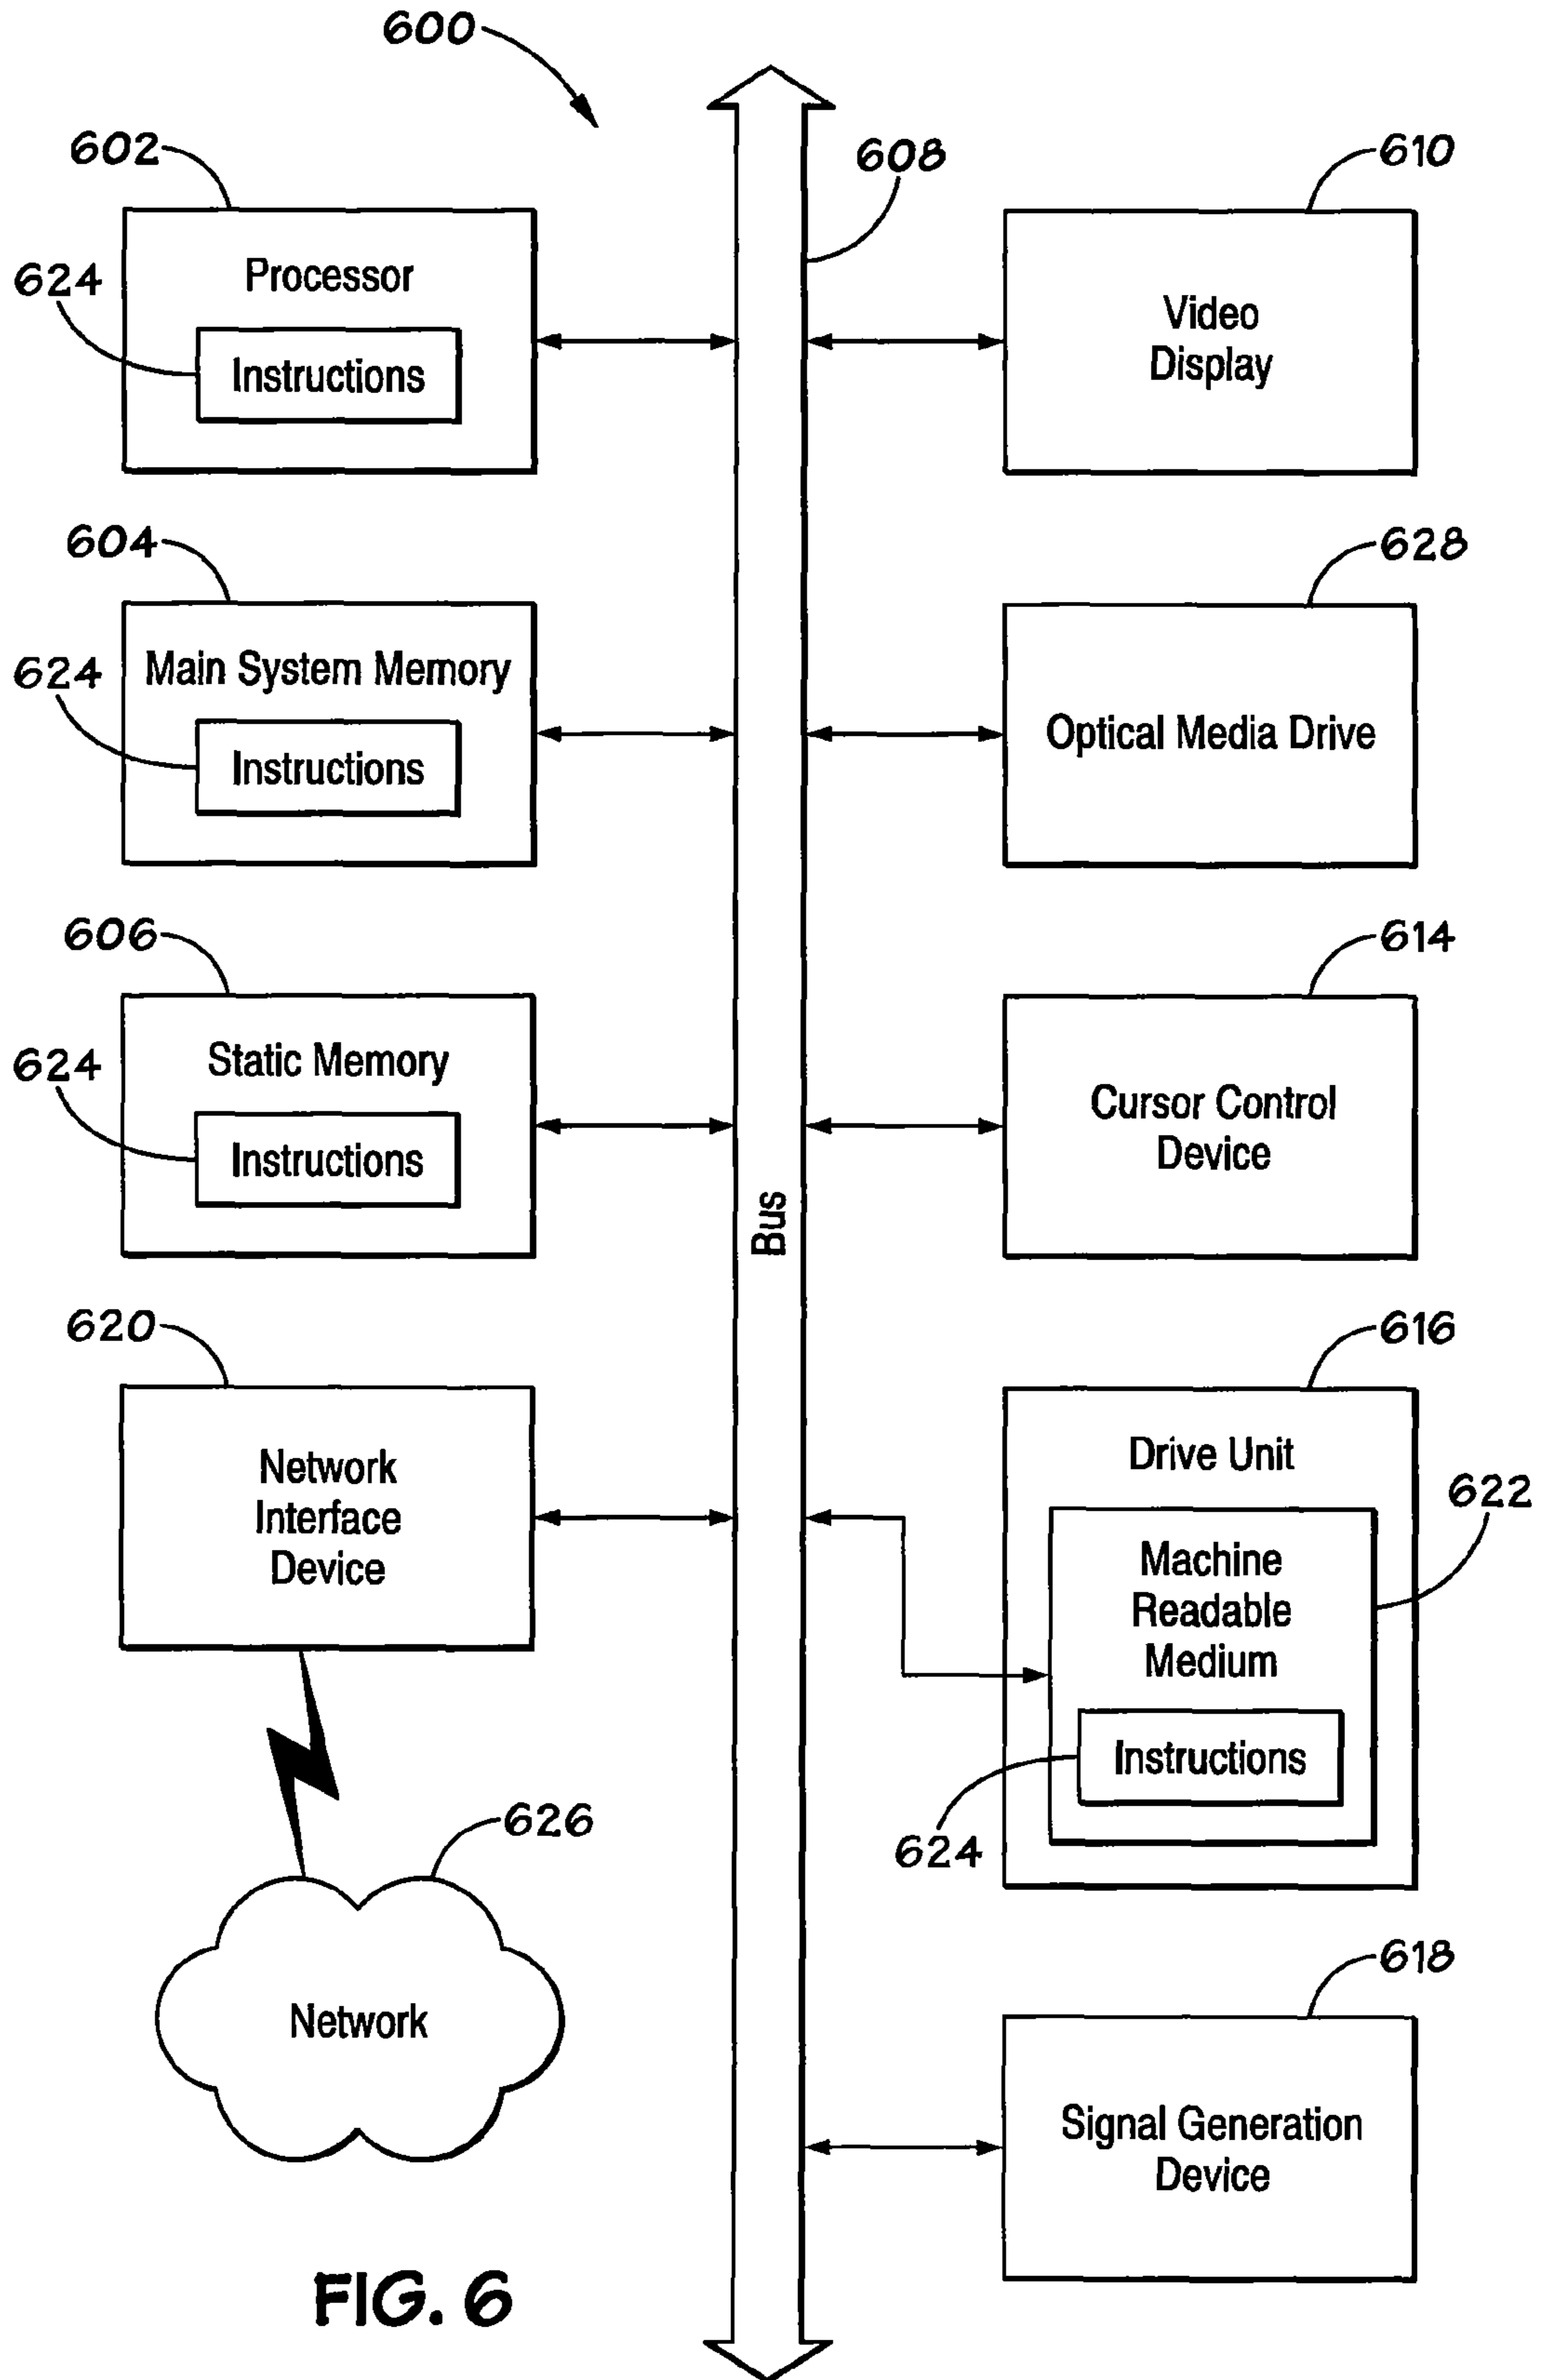 600
602
608
610
Processor
624
Instructions
Video
Display
604
628
Main System Memory
624
Instructions
Optical Media Drive
606
614
Static Memory
624
Instructions
Cursor Control
Device
Bus
620
616
Network
Interface
Device
Drive Unit
622
Machine
Readable
Medium
Instructions
624
626
Network
618
Signal Generation
Device
FIG. 6